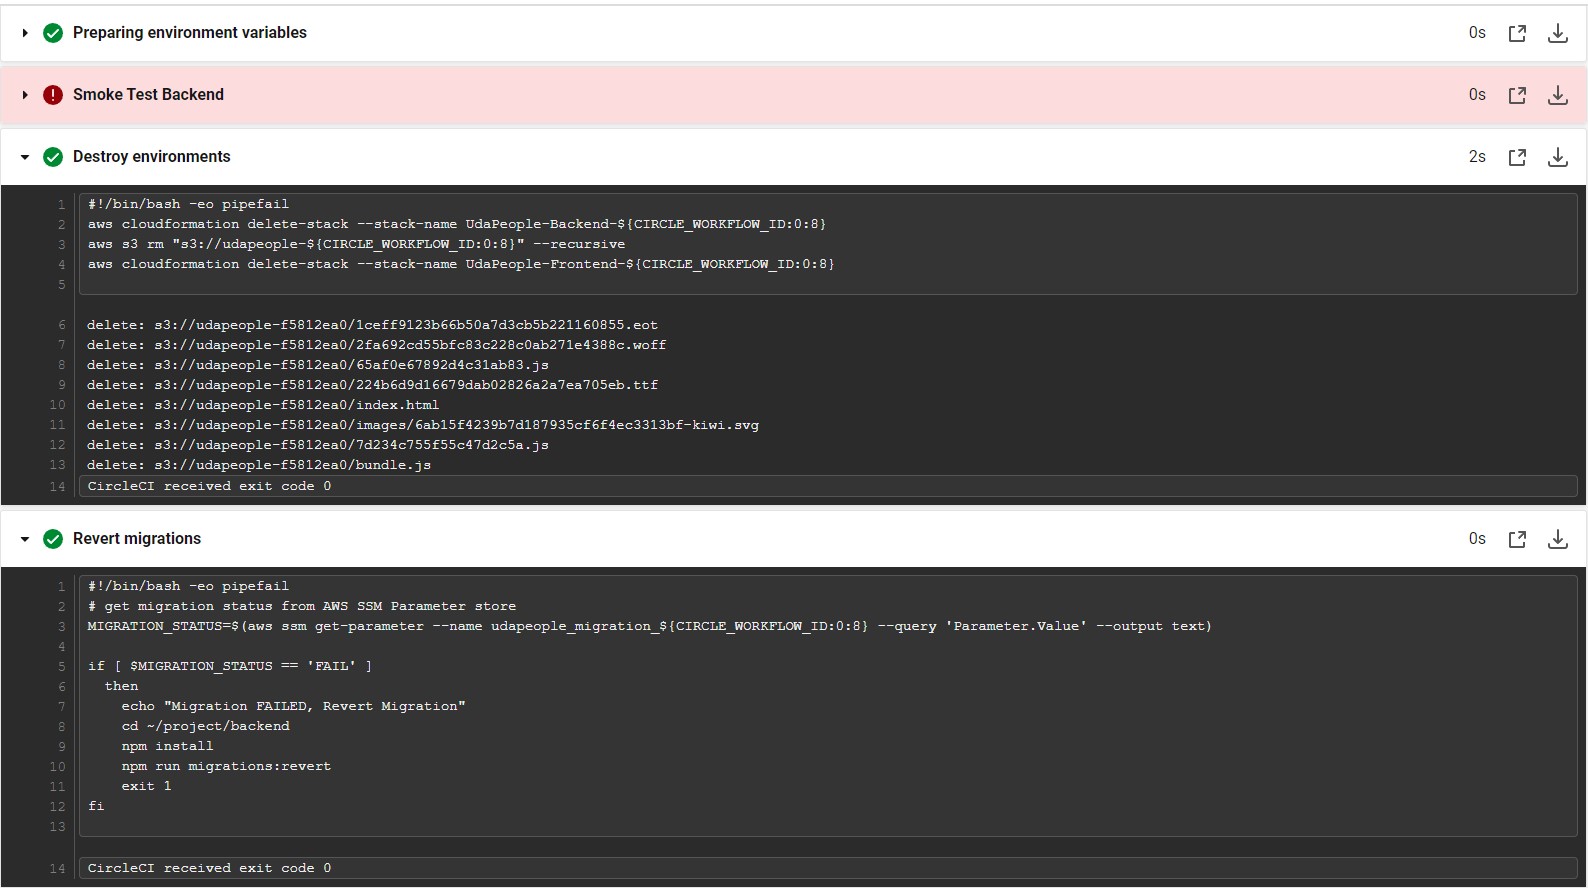 Preparing environment variables 0s
Smoke Test Backend 0s
Destroy environments 2s
1 #!/bin/bash -eo pipefail
2 aws cloudformation delete-stack --stack-name UdaPeople-Backend-${CIRCLE_WORKFLOW_ID:0:8}
3 aws s3 rm "s3://udapeople-${CIRCLE_WORKFLOW_ID:0:8}" --recursive
4 aws cloudformation delete-stack --stack-name UdaPeople-Frontend-${CIRCLE_WORKFLOW_ID:0:8}
5
6 delete: s3://udapeople-f5812ea0/1ceff9123b66b50a7d3cb5b221160855.eot
7 delete: s3://udapeople-f5812ea0/2fa692cd55bfc83c228c0ab271e4388c.woff
8 delete: s3://udapeople-f5812ea0/65af0e67892d4c31ab83.js
9 delete: s3://udapeople-f5812ea0/224b6d9d16679dab02826a2a7ea705eb.ttf
10 delete: s3://udapeople-f5812ea0/index.html
11 delete: s3://udapeople-f5812ea0/images/6ab15f4239b7d187935cf6f4ec3313bf-kiwi.svg
12 delete: s3://udapeople-f5812ea0/7d234c755f55c47d2c5a.js
13 delete: s3://udapeople-f5812ea0/bundle.js
14 CircleCI received exit code 0
Revert migrations 0s
1 #!/bin/bash -eo pipefail
2 # get migration status from AWS SSM Parameter store
3 MIGRATION_STATUS=$(aws ssm get-parameter --name udapeople_migration_${CIRCLE_WORKFLOW_ID:0:8} --query 'Parameter.Value' --output text)
4
5 if [ $MIGRATION_STATUS == 'FAIL' ]
6 then
7 echo "Migration FAILED, Revert Migration"
8 cd ~/project/backend
9 npm install
10 npm run migrations:revert
11 exit 1
12 fi
13
14 CircleCI received exit code 0